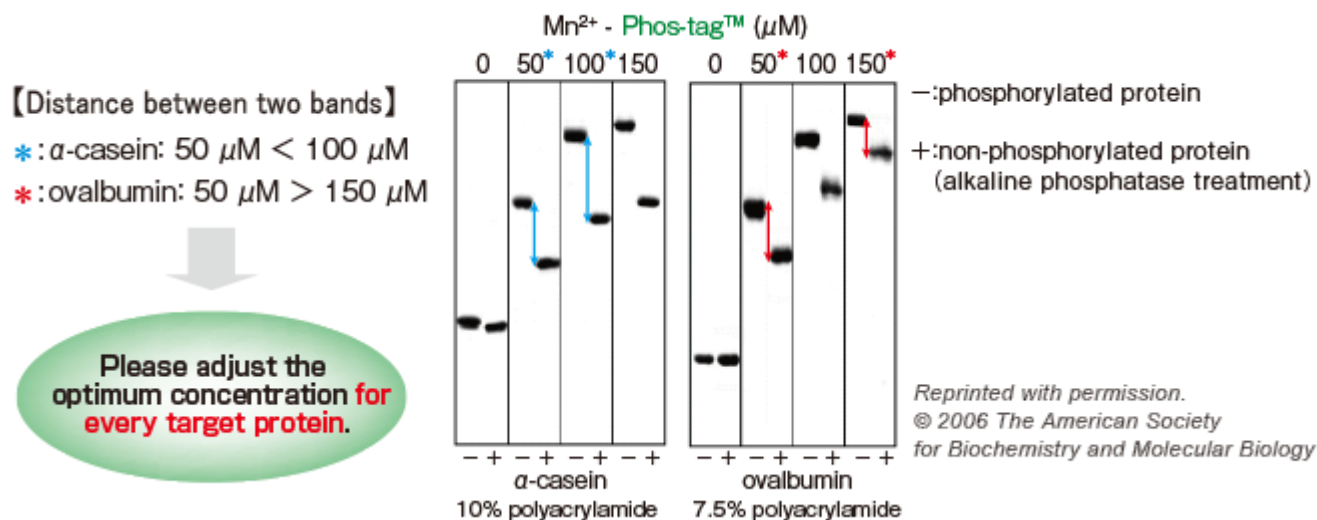 Mn²⁺ - Phos-tag™ (μM)
0 50* 100* 150
0 50* 100 150*
【Distance between two bands】
*:α-casein: 50 μM < 100 μM
*:ovalbumin: 50 μM > 150 μM
Please adjust the
optimum concentration for
every target protein.
−:phosphorylated protein
+:non-phosphorylated protein
(alkaline phosphatase treatment)
− + − + − + − +
α-casein
10% polyacrylamide
− + − + − + − +
ovalbumin
7.5% polyacrylamide
Reprinted with permission.
© 2006 The American Society
for Biochemistry and Molecular Biology